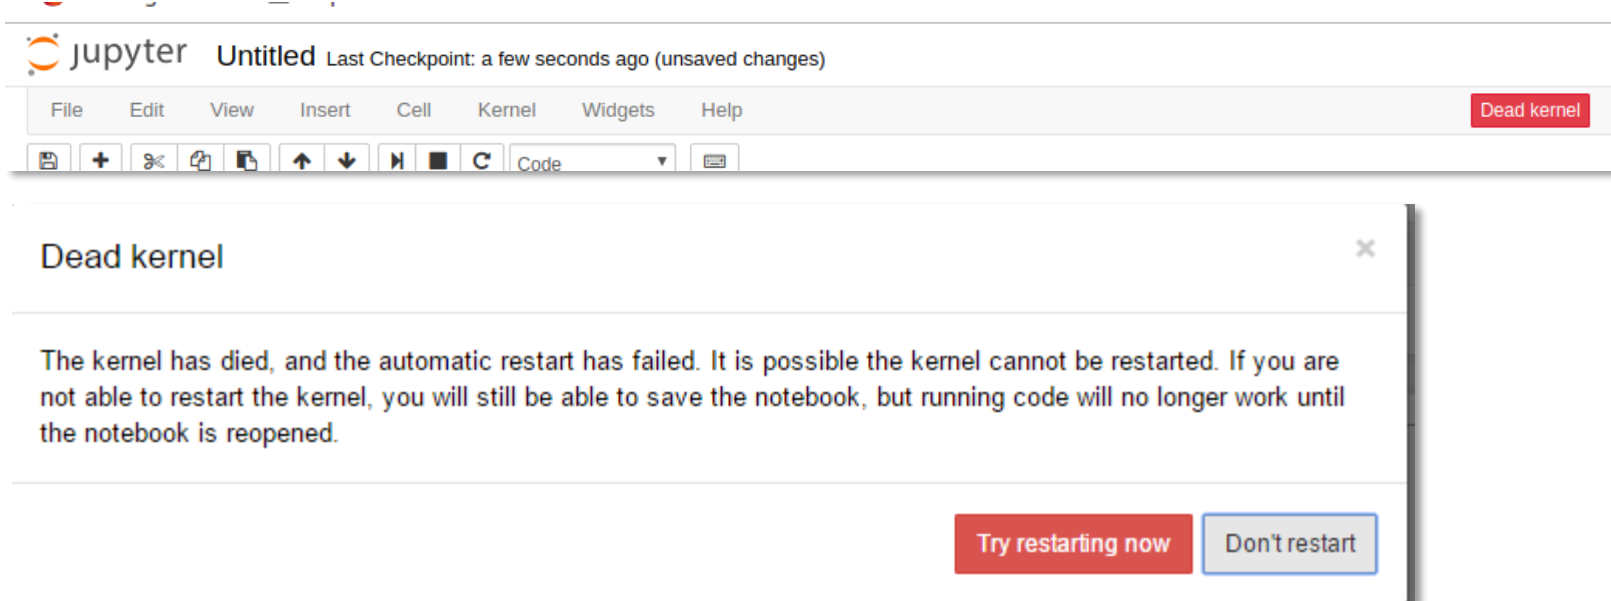 jupyter Untitled Last Checkpoint: a few seconds ago (unsaved changes)
File Edit View Insert Cell Kernel Widgets Help Dead kernel
Code
Dead kernel
The kernel has died, and the automatic restart has failed. It is possible the kernel cannot be restarted. If you are
not able to restart the kernel, you will still be able to save the notebook, but running code will no longer work until
the notebook is reopened.
Try restarting now Don't restart